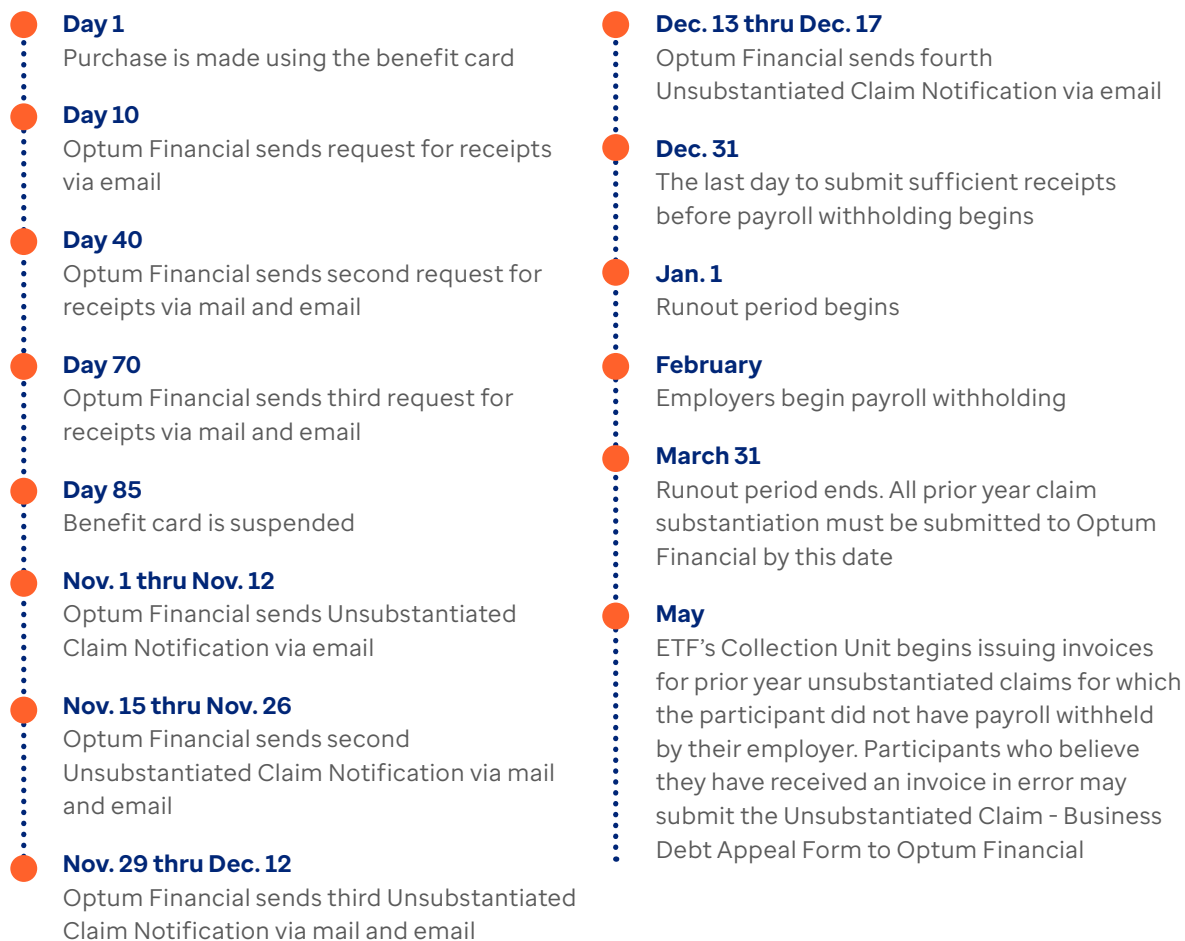 Day 1
Purchase is made using the benefit card
Day 10
Optum Financial sends request for receipts
via email
Day 40
Optum Financial sends second request for
receipts via mail and email
Day 70
Optum Financial sends third request for
receipts via mail and email
Day 85
Benefit card is suspended
Nov. 1 thru Nov. 12
Optum Financial sends Unsubstantiated
Claim Notification via email
Nov. 15 thru Nov. 26
Optum Financial sends second
Unsubstantiated Claim Notification via mail
and email
Nov. 29 thru Dec. 12
Optum Financial sends third Unsubstantiated
Claim Notification via mail and email
Dec. 13 thru Dec. 17
Optum Financial sends fourth
Unsubstantiated Claim Notification via email
Dec. 31
The last day to submit sufficient receipts
before payroll withholding begins
Jan. 1
Runout period begins
February
Employers begin payroll withholding
March 31
Runout period ends. All prior year claim
substantiation must be submitted to Optum
Financial by this date
May
ETF’s Collection Unit begins issuing invoices
for prior year unsubstantiated claims for which
the participant did not have payroll withheld
by their employer. Participants who believe
they have received an invoice in error may
submit the Unsubstantiated Claim - Business
Debt Appeal Form to Optum Financial